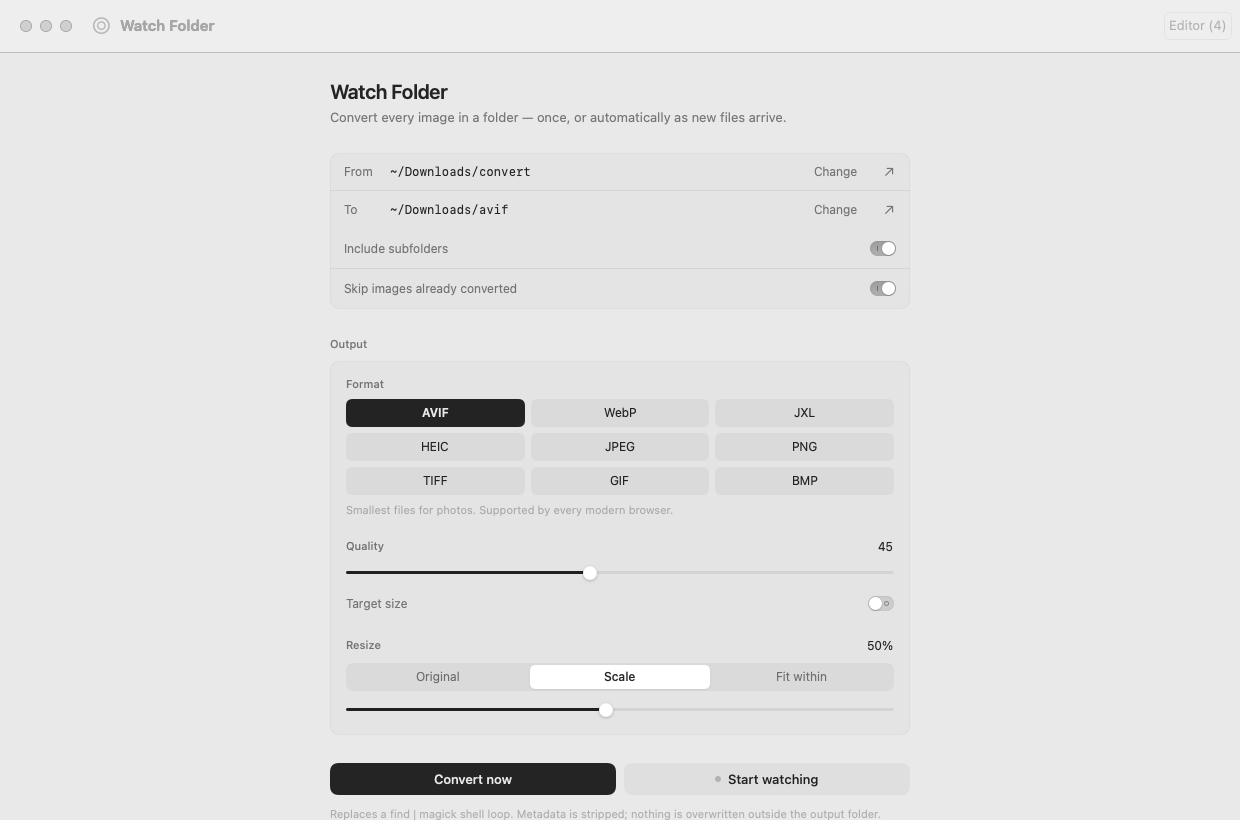 Watch Folder
Editor (4)
Watch Folder
Convert every image in a folder — once, or automatically as new files arrive.
From ~/Downloads/convert Change ↗
To ~/Downloads/avif Change ↗
Include subfolders
Skip images already converted
Output
Format
AVIF WebP JXL
HEIC JPEG PNG
TIFF GIF BMP
Smallest files for photos. Supported by every modern browser.
Quality 45
Target size
Resize 50%
Original Scale Fit within
Convert now Start watching
Replaces a find | magick shell loop. Metadata is stripped; nothing is overwritten outside the output folder.